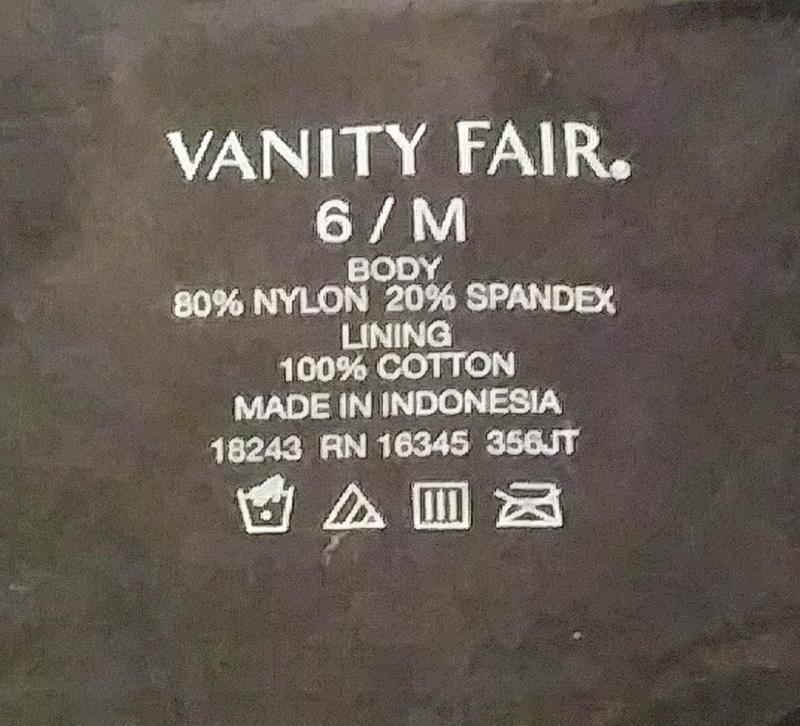 VANITY FAIR®
6 / M
BODY
80% NYLON 20% SPANDEX
LINING
100% COTTON
MADE IN INDONESIA
18243 RN 16345 356JT